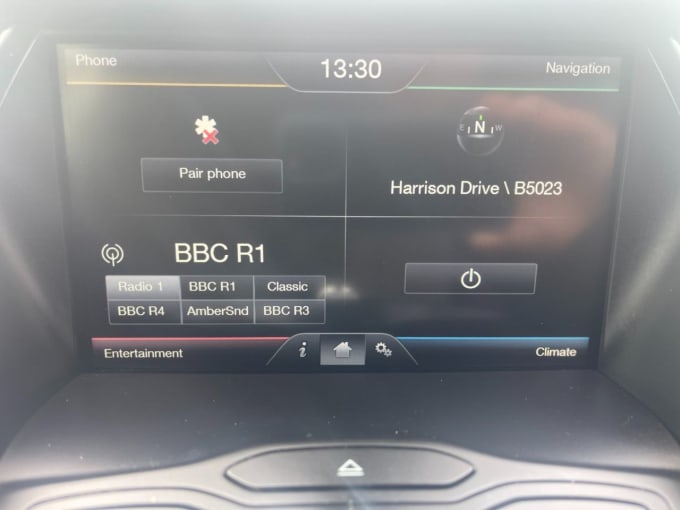 Phone
13:30
Navigation
E N W
Pair phone
Harrison Drive \ B5023
BBC R1
Radio 1 BBC R1 Classic
BBC R4 AmberSnd BBC R3
i
Entertainment
Climate